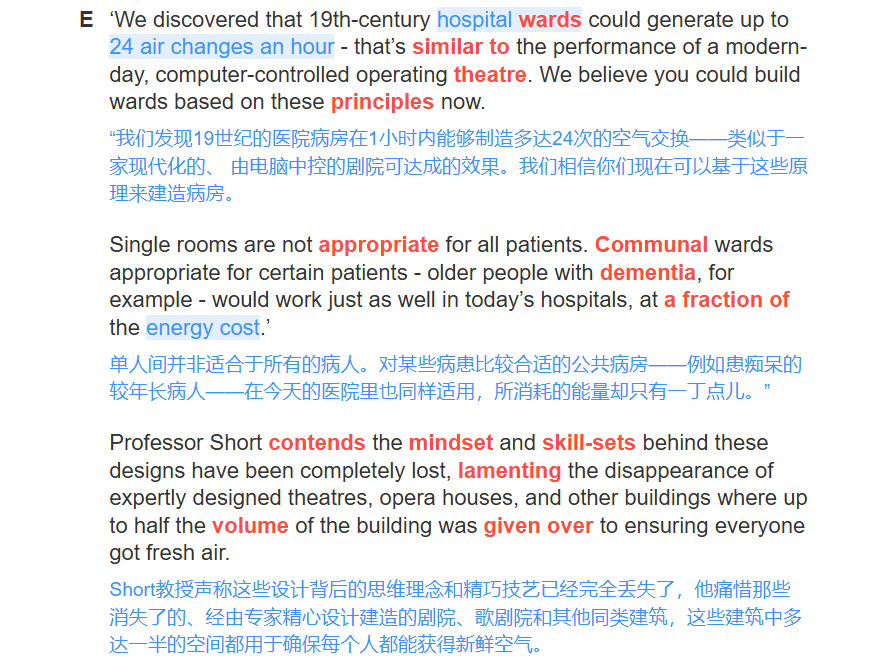 E ‘We discovered that 19th-century hospital wards could generate up to
24 air changes an hour - that’s similar to the performance of a modern-
day, computer-controlled operating theatre. We believe you could build
wards based on these principles now.
“我们发现19世纪的医院病房在1小时内能够制造多达24次的空气交换——类似于一
家现代化的、 由电脑中控的剧院可达成的效果。我们相信你们现在可以基于这些原
理来建造病房。
Single rooms are not appropriate for all patients. Communal wards
appropriate for certain patients - older people with dementia, for
example - would work just as well in today’s hospitals, at a fraction of
the energy cost.’
单人间并非适合于所有的病人。对某些病患比较合适的公共病房——例如患痴呆的
较年长病人——在今天的医院里也同样适用，所消耗的能量却只有一丁点儿。”
Professor Short contends the mindset and skill-sets behind these
designs have been completely lost, lamenting the disappearance of
expertly designed theatres, opera houses, and other buildings where up
to half the volume of the building was given over to ensuring everyone
got fresh air.
Short教授声称这些设计背后的思维理念和精巧技艺已经完全丢失了，他痛惜那些
消失了的、经由专家精心设计建造的剧院、歌剧院和其他同类建筑，这些建筑中多
达一半的空间都用于确保每个人都能获得新鲜空气。